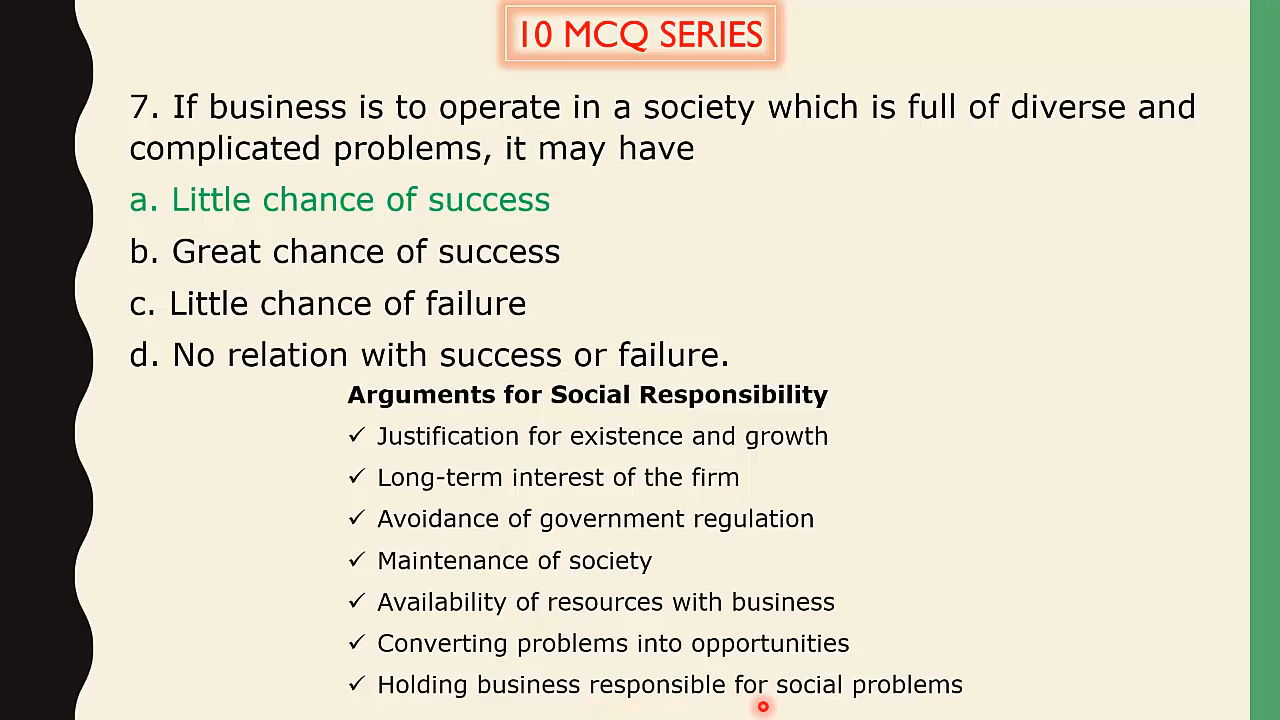 10 MCQ SERIES
7. If business is to operate in a society which is full of diverse and
complicated problems, it may have
a. Little chance of success
b. Great chance of success
c. Little chance of failure
d. No relation with success or failure.
Arguments for Social Responsibility
✓ Justification for existence and growth
✓ Long-term interest of the firm
✓ Avoidance of government regulation
✓ Maintenance of society
✓ Availability of resources with business
✓ Converting problems into opportunities
✓ Holding business responsible for social problems